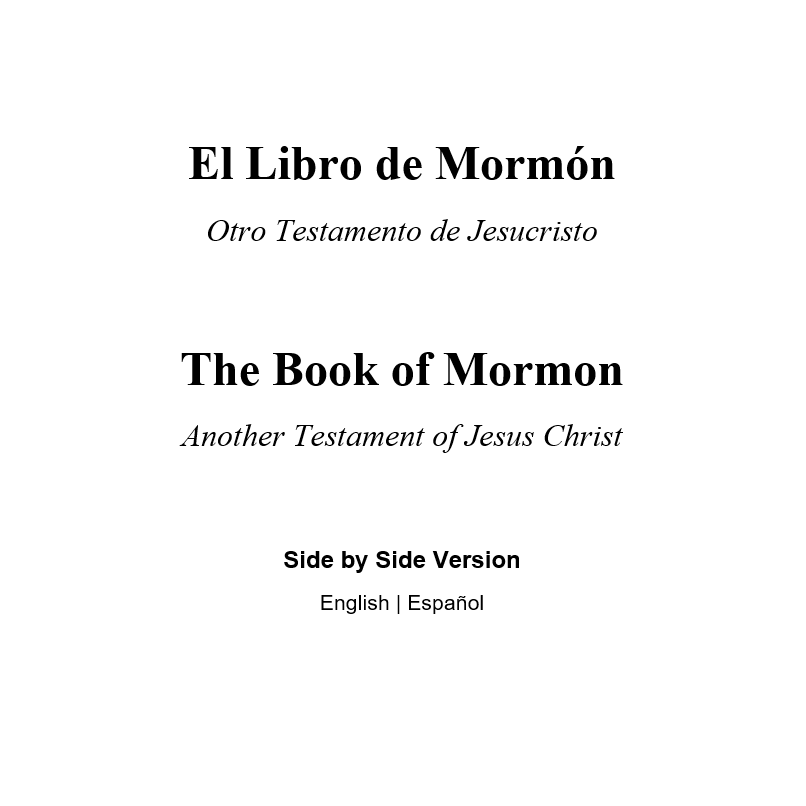 El Libro de Mormón
Otro Testamento de Jesucristo
The Book of Mormon
Another Testament of Jesus Christ
Side by Side Version
English | Español